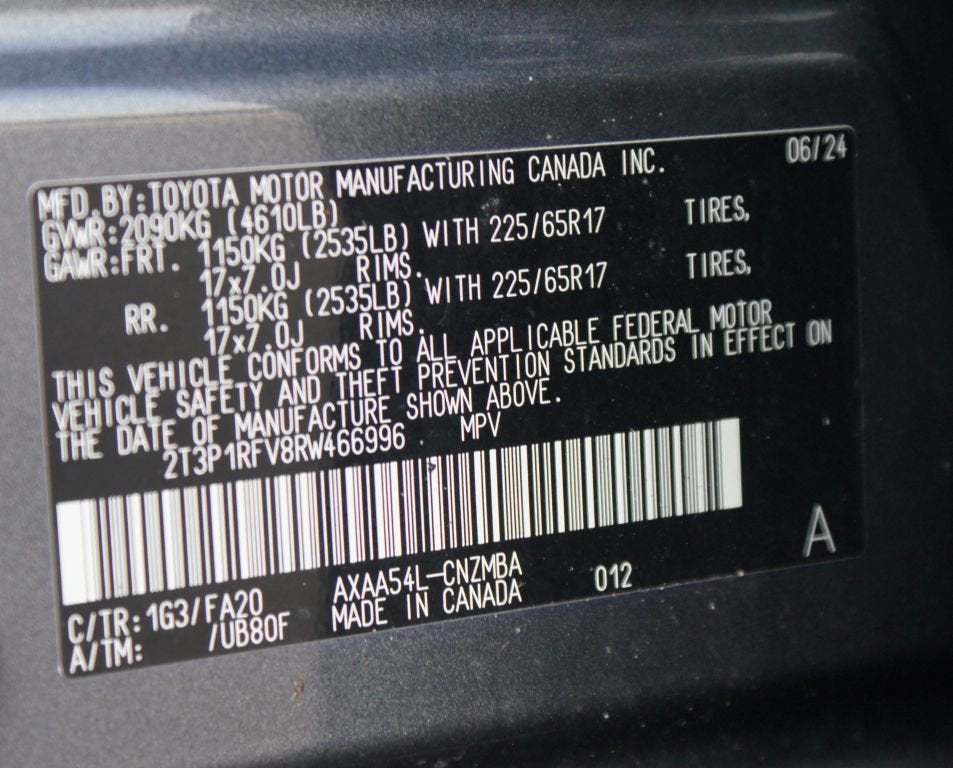 06/24
MFD.BY:TOYOTA MOTOR MANUFACTURING CANADA INC.
GVWR:2090KG (4610LB)
GAWR:FRT. 1150KG (2535LB) WITH 225/65R17 TIRES,
17x7.0J RIMS.
RR. 1150KG (2535LB) WITH 225/65R17 TIRES,
17x7.0J RIMS.
THIS VEHICLE CONFORMS TO ALL APPLICABLE FEDERAL MOTOR
VEHICLE SAFETY AND THEFT PREVENTION STANDARDS IN EFFECT ON
THE DATE OF MANUFACTURE SHOWN ABOVE.
2T3P1RFV8RW466996 MPV
A
C/TR:1G3/FA20 AXAA54L-CNZMBA 012
A/TM: /UB80F MADE IN CANADA